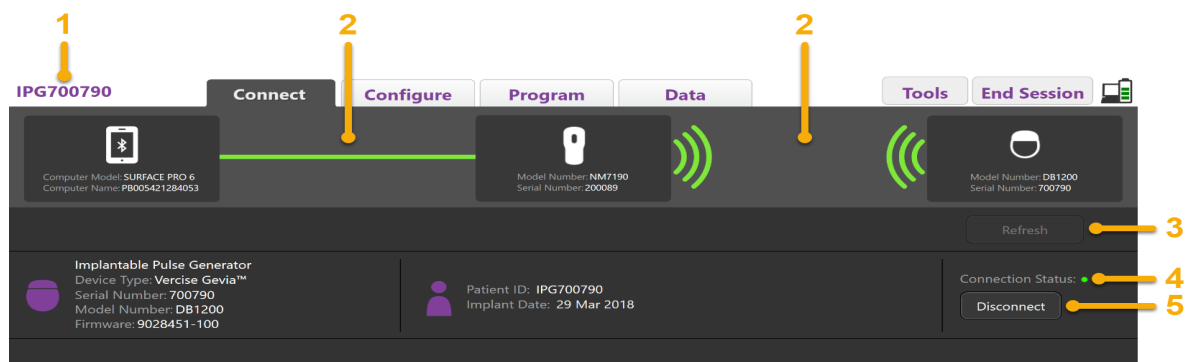 1
2
2
IPG700790
Connect
Configure
Program
Data
Tools
End Session
Computer Model: SURFACE PRO 6
Computer Name: PB005421284053
Model Number: NM7190
Serial Number: 200089
Model Number: DB1200
Serial Number: 700790
Refresh
3
Implantable Pulse Generator
Device Type: Vercise Gevia™
Serial Number: 700790
Model Number: DB1200
Firmware: 9028451-100
Patient ID: IPG700790
Implant Date: 29 Mar 2018
Connection Status:
4
Disconnect
5